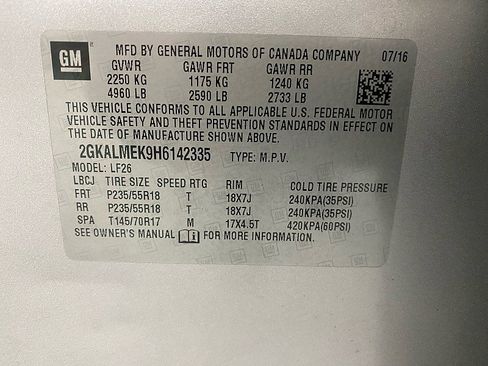 GM
MFD BY GENERAL MOTORS OF CANADA COMPANY 07/16
GVWR GAWR FRT GAWR RR
2250 KG 1175 KG 1240 KG
4960 LB 2590 LB 2733 LB
THIS VEHICLE CONFORMS TO ALL APPLICABLE U.S. FEDERAL MOTOR
VEHICLE SAFETY AND THEFT PREVENTION STANDARDS IN EFFECT ON
THE DATE OF MANUFACTURE SHOWN ABOVE.
2GKALMEK9H6142335 TYPE: M.P.V.
MODEL: LF26
LBCJ TIRE SIZE SPEED RTG RIM COLD TIRE PRESSURE
FRT P235/55R18 T 18X7J 240KPA(35PSI)
RR P235/55R18 T 18X7J 240KPA(35PSI)
SPA T145/70R17 M 17X4.5T 420KPA(60PSI)
SEE OWNER'S MANUAL FOR MORE INFORMATION.